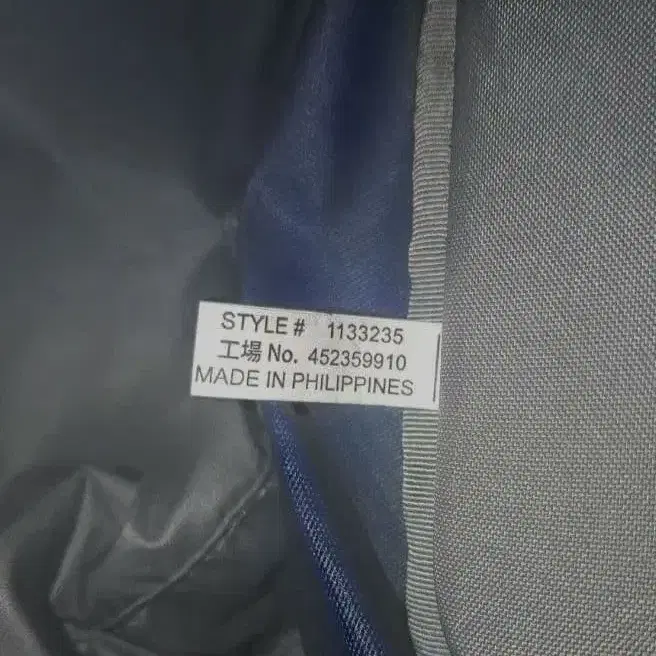 STYLE # 1133235
工場 No. 452359910
MADE IN PHILIPPINES